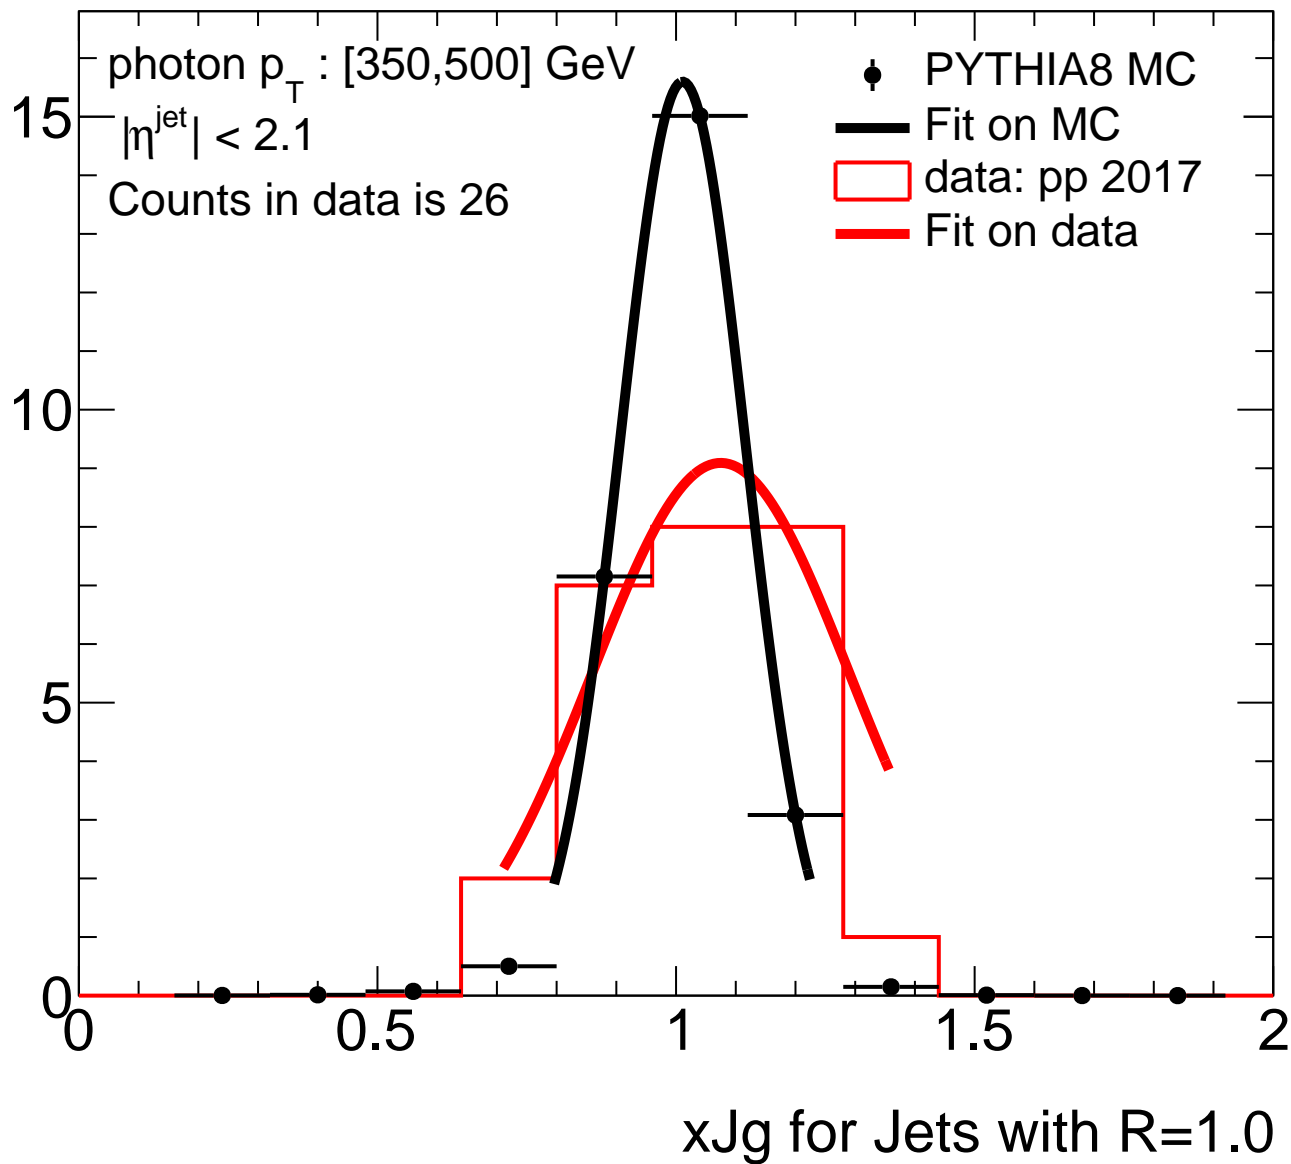 photon p_T : [350,500] GeV
|η^jet| < 2.1
Counts in data is 26
PYTHIA8 MC
Fit on MC
data: pp 2017
Fit on data
15
10
5
0
0 0.5 1 1.5 2
xJg for Jets with R=1.0